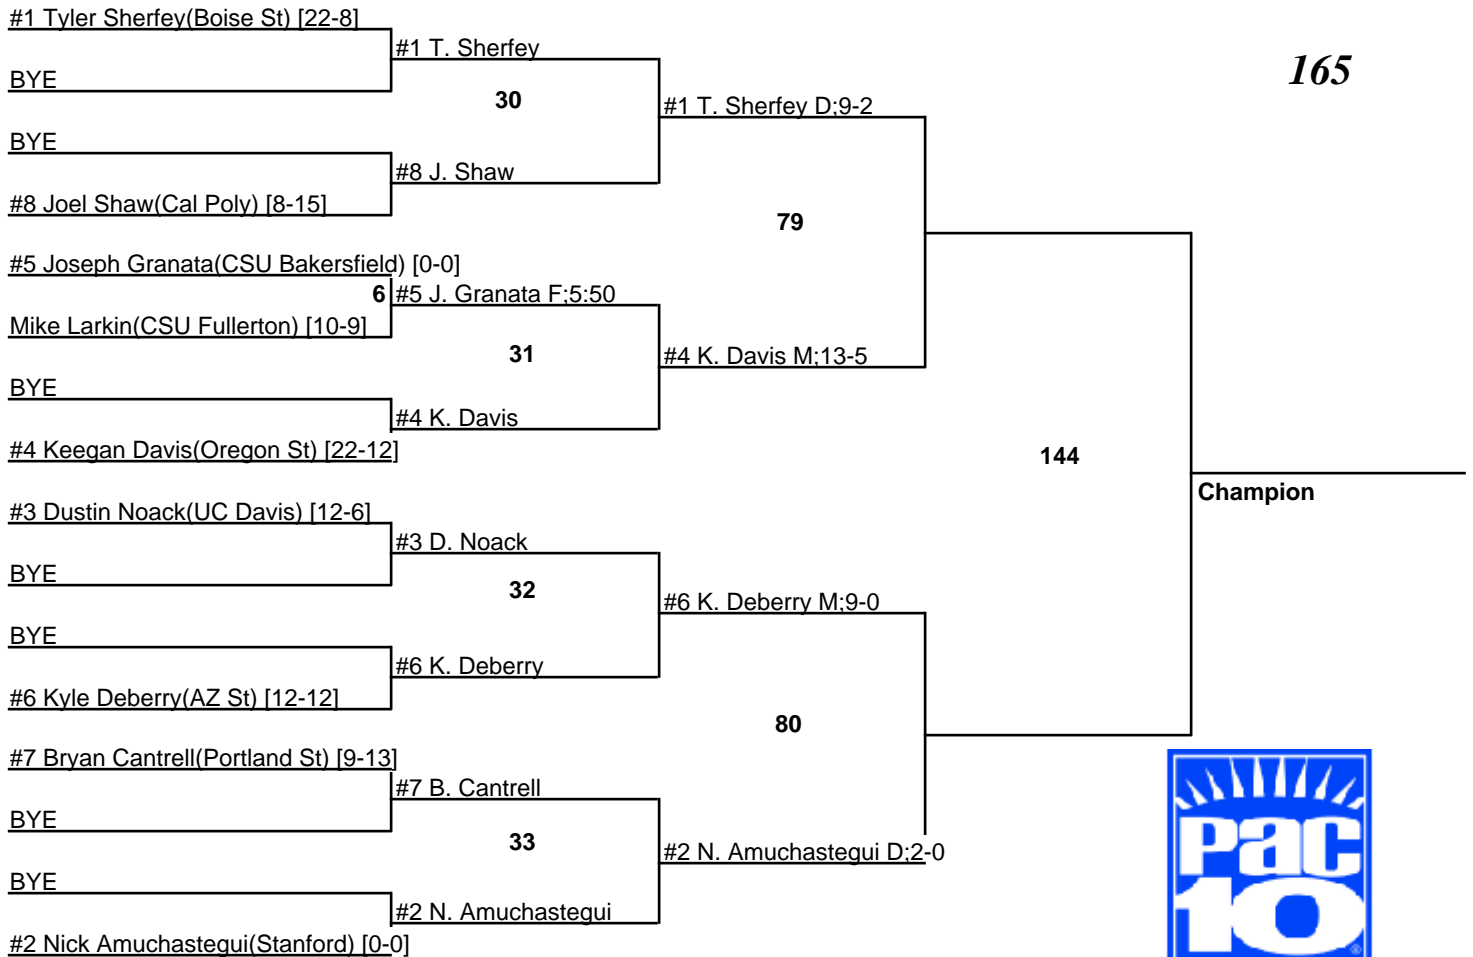 #1 Tyler Sherfey(Boise St) [22-8]
#1 T. Sherfey
165
BYE
30
#1 T. Sherfey D;9-2
BYE
#8 J. Shaw
#8 Joel Shaw(Cal Poly) [8-15]
79
#5 Joseph Granata(CSU Bakersfield) [0-0]
6 #5 J. Granata F;5:50
Mike Larkin(CSU Fullerton) [10-9]
31
#4 K. Davis M;13-5
BYE
#4 K. Davis
#4 Keegan Davis(Oregon St) [22-12]
144
Champion
#3 Dustin Noack(UC Davis) [12-6]
#3 D. Noack
BYE
32
#6 K. Deberry M;9-0
BYE
#6 K. Deberry
#6 Kyle Deberry(AZ St) [12-12]
80
#7 Bryan Cantrell(Portland St) [9-13]
#7 B. Cantrell
BYE
33
#2 N. Amuchastegui D;2-0
BYE
#2 N. Amuchastegui
#2 Nick Amuchastegui(Stanford) [0-0]
Pac
10
®